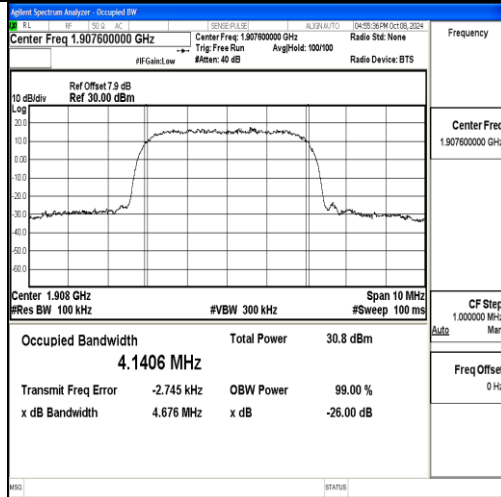 Agilent Spectrum Analyzer - Occupied BW
RL RF 50 Ω AC SENSE:PULSE ALIGN AUTO 04:55:36 PM Oct 08, 2024
Center Freq 1.907600000 GHz
Center Freq: 1.907600000 GHz
Radio Std: None
Trig: Free Run Avg|Hold: 100/100
#IFGain:Low #Atten: 40 dB Radio Device: BTS
Ref Offset 7.9 dB
10 dB/div Ref 30.00 dBm
Log
20.0
10.0
0.00
-10.0
-20.0
-30.0
-40.0
-50.0
-60.0
Center 1.908 GHz Span 10 MHz
#Res BW 100 kHz #VBW 300 kHz #Sweep 100 ms
Occupied Bandwidth Total Power 30.8 dBm
4.1406 MHz
Transmit Freq Error -2.745 kHz OBW Power 99.00 %
x dB Bandwidth 4.676 MHz x dB -26.00 dB
MSG STATUS
Frequency
Center Freq
1.907600000 GHz
CF Step
1.000000 MHz
Auto Man
Freq Offset
0 Hz